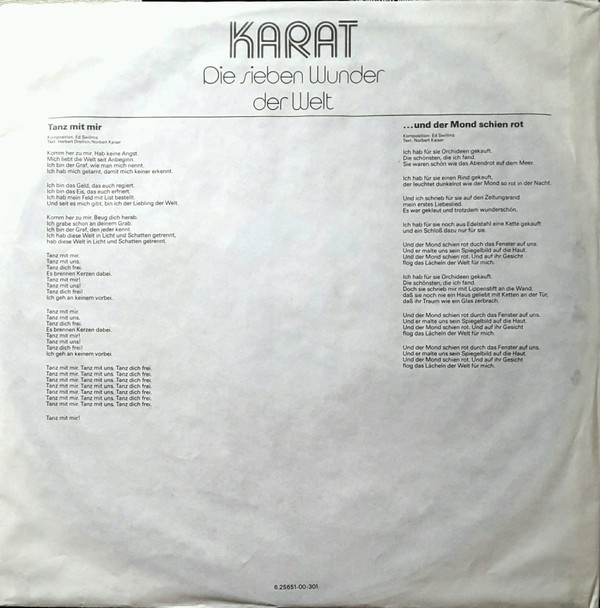 KARAT
Die sieben Wunder
der Welt
Tanz mit mir
Komposition: Ed Swillms
Text: Herbert Dreilich/Norbert Kaiser
Komm her zu mir. Hab keine Angst.
Mich liebt die Welt seit Anbeginn.
Ich bin der Graf, wie man mich nennt.
Ich hab mich getarnt, damit mich keiner erkennt.
Ich bin das Geld, das euch regiert.
Ich bin das Eis, das euch erfriert.
Ich hab mein Feld mit List bestellt.
Und seit es mich gibt, bin ich der Liebling der Welt.
Komm her zu mir. Beug dich herab.
Ich grabe schon an deinem Grab.
Ich bin der Graf, den jeder kennt.
Ich hab diese Welt in Licht und Schatten getrennt,
hab diese Welt in Licht und Schatten getrennt.
Tanz mit mir.
Tanz mit uns.
Tanz dich frei.
Es brennen Kerzen dabei.
Tanz mit mir!
Tanz mit uns!
Tanz dich frei!
Ich geh an keinem vorbei.
Tanz mit mir.
Tanz mit uns.
Tanz dich frei.
Es brennen Kerzen dabei.
Tanz mit mir!
Tanz mit uns!
Tanz dich frei!
Ich geh an keinem vorbei.
Tanz mit mir. Tanz mit uns. Tanz dich frei.
Tanz mit mir. Tanz mit uns. Tanz dich frei.
Tanz mit mir. Tanz mit uns. Tanz dich frei.
Tanz mit mir. Tanz mit uns. Tanz dich frei.
Tanz mit mir. Tanz mit uns. Tanz dich frei.
Tanz mit mir. Tanz mit uns. Tanz dich frei.
Tanz mit mir. Tanz mit uns. Tanz dich frei.
Tanz mit mir!
...und der Mond schien rot
Komposition: Ed Swillms
Text: Norbert Kaiser
Ich hab für sie Orchideen gekauft.
Die schönsten, die ich fand.
Sie waren schön wie das Abendrot auf dem Meer.
Ich hab für sie einen Ring gekauft,
der leuchtet dunkelrot wie der Mond so rot in der Nacht.
Und ich schrieb für sie auf den Zeitungsrand
mein erstes Liebeslied.
Es war gekleut und trotzdem wunderschön.
Ich hab für sie noch aus Edelstahl eine Kette gekauft
und ein Schloß dazu nur für sie.
Und der Mond schien rot durch das Fenster auf uns.
Und er malte uns sein Spiegelbild auf die Haut.
Und der Mond schien rot. Und auf ihr Gesicht
flog das Lächeln der Welt für mich.
Ich hab für sie Orchideen gekauft.
Die schönsten, die ich fand.
Doch sie schrieb mir mit Lippenstift an die Wand,
daß sie noch nie ein Haus geliebt mit Ketten an der Tür,
daß ihr Traum wie ein Glas zerbrach.
Und der Mond schien rot durch das Fenster auf uns.
Und er malte uns sein Spiegelbild auf die Haut.
Und der Mond schien rot. Und auf ihr Gesicht
flog das Lächeln der Welt für mich.
Und der Mond schien rot durch das Fenster auf uns.
Und er malte uns sein Spiegelbild auf die Haut.
Und der Mond schien rot. Und auf ihr Gesicht
flog das Lächeln der Welt für mich.
6.25651-00-301